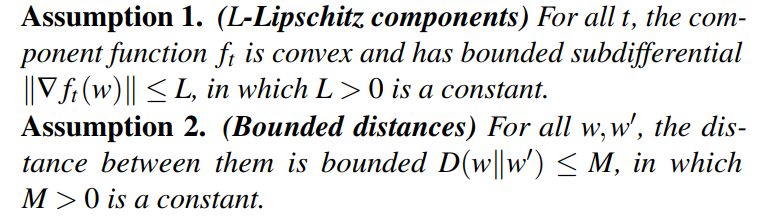 Assumption 1. (L-Lipschitz components) For all t, the com-
ponent function fₜ is convex and has bounded subdifferential
||∇fₜ(w)|| ≤ L, in which L > 0 is a constant.
Assumption 2. (Bounded distances) For all w,w′, the dis-
tance between them is bounded D(w||w′) ≤ M, in which
M > 0 is a constant.